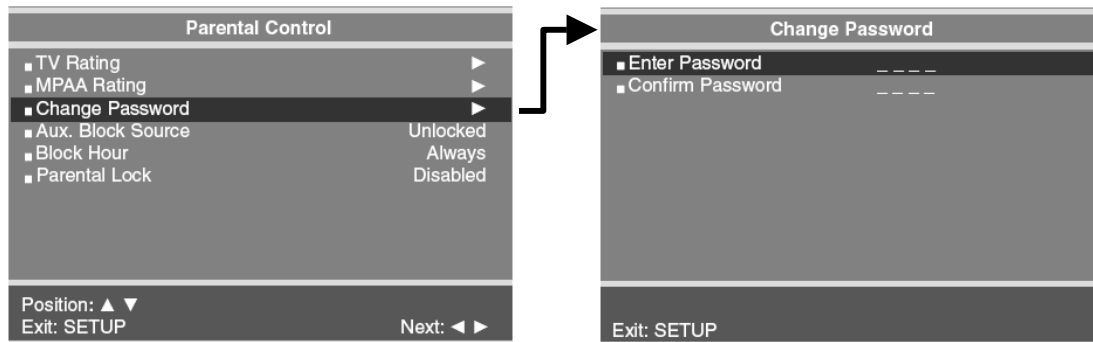 Parental Control
■ TV Rating ►
■ MPAA Rating ►
■ Change Password ►
■ Aux. Block Source Unlocked
■ Block Hour Always
■ Parental Lock Disabled
Position: ▲ ▼
Exit: SETUP Next: ◄ ►
Change Password
■ Enter Password _ _ _ _
■ Confirm Password _ _ _ _
Exit: SETUP